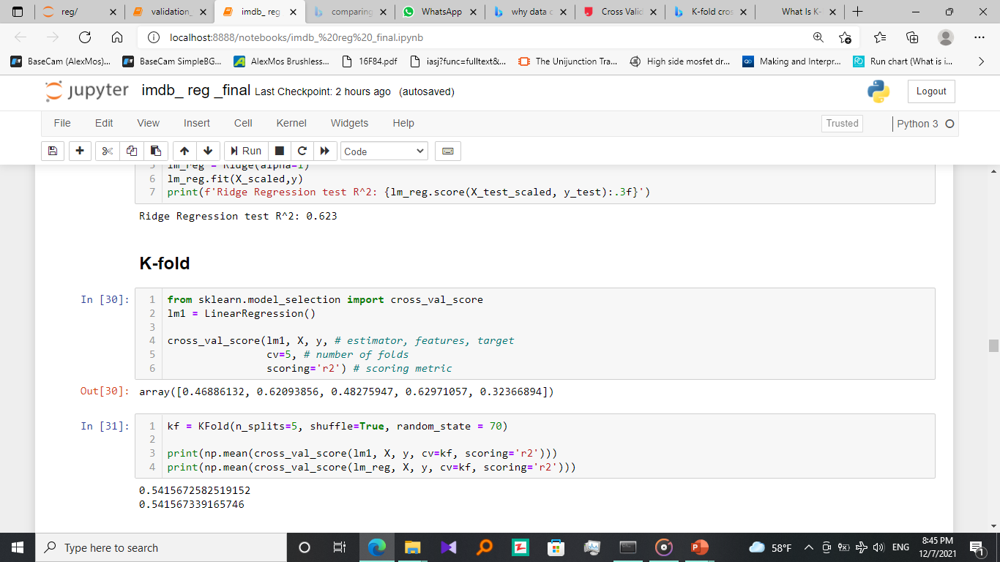 reg/
validation_
imdb_ reg
comparing
WhatsApp
why data c
Cross Valid
K-fold cros
What Is K-
localhost:8888/notebooks/imdb_%20reg%20_final.ipynb
BaseCam (AlexMos)...
BaseCam SimpleBG...
AlexMos Brushless...
16F84.pdf
iasj?func=fulltext&...
The Unijunction Tra...
High side mosfet dr...
Making and Interpr...
Run chart (What is i...
jupyter imdb_ reg _final Last Checkpoint: 2 hours ago (autosaved)
Logout
File Edit View Insert Cell Kernel Widgets Help
Trusted Python 3
Run Code
5 lm_reg = Ridge(alpha=1)
6 lm_reg.fit(X_scaled,y)
7 print(f'Ridge Regression test R^2: {lm_reg.score(X_test_scaled, y_test):.3f}')
Ridge Regression test R^2: 0.623
K-fold
In [30]:
1 from sklearn.model_selection import cross_val_score
2 lm1 = LinearRegression()
3
4 cross_val_score(lm1, X, y, # estimator, features, target
5 cv=5, # number of folds
6 scoring='r2') # scoring metric
Out[30]: array([0.46886132, 0.62093856, 0.48275947, 0.62971057, 0.32366894])
In [31]:
1 kf = KFold(n_splits=5, shuffle=True, random_state = 70)
2
3 print(np.mean(cross_val_score(lm1, X, y, cv=kf, scoring='r2')))
4 print(np.mean(cross_val_score(lm_reg, X, y, cv=kf, scoring='r2')))
0.5415672582519152
0.541567339165746
Type here to search
58°F
ENG
8:45 PM
12/7/2021
1